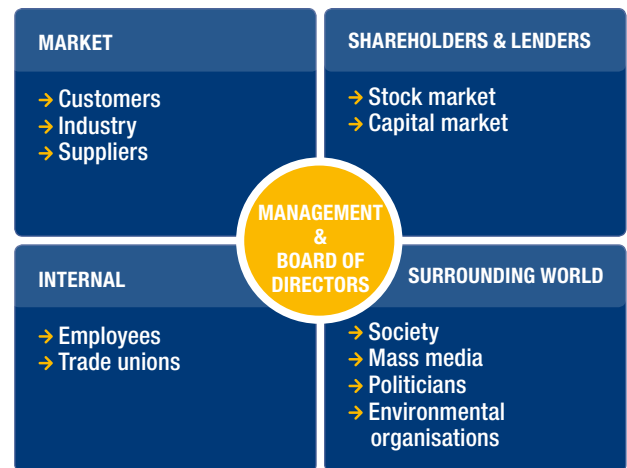 MARKET
→ Customers
→ Industry
→ Suppliers
SHAREHOLDERS & LENDERS
→ Stock market
→ Capital market
MANAGEMENT
&
BOARD OF
DIRECTORS
INTERNAL
→ Employees
→ Trade unions
SURROUNDING WORLD
→ Society
→ Mass media
→ Politicians
→ Environmental
organisations